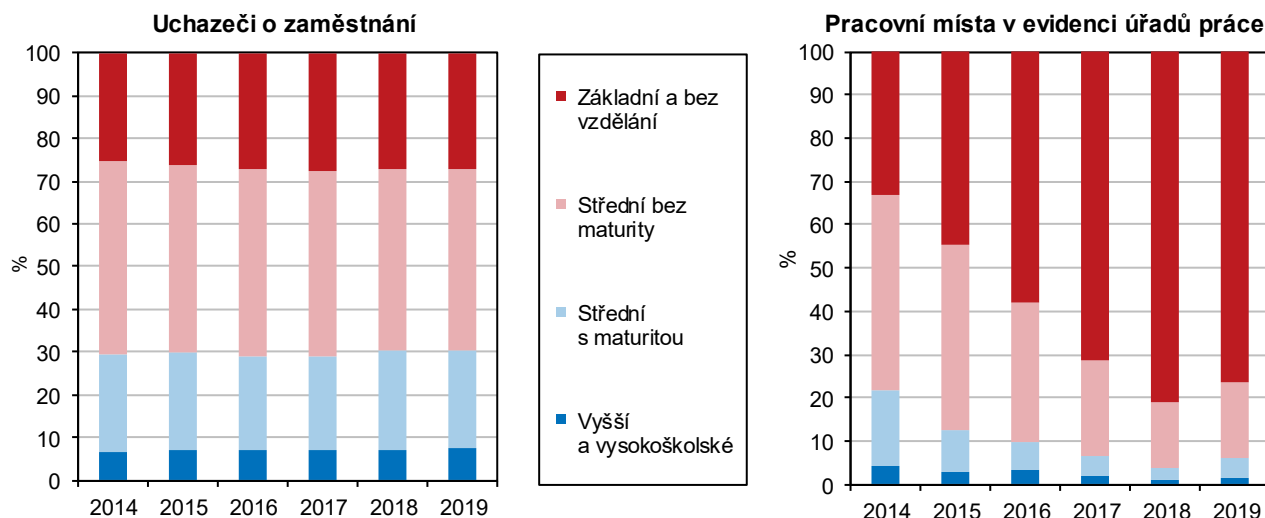 Uchazeči o zaměstnání
100
90
80
70
60
50
40
30
20
10
0
%
2014 2015 2016 2017 2018 2019
Základní a bez
vzdělání
Střední bez
maturity
Střední
s maturitou
Vyšší
a vysokoškolské
Pracovní místa v evidenci úřadů práce
100
90
80
70
60
50
40
30
20
10
0
%
2014 2015 2016 2017 2018 2019